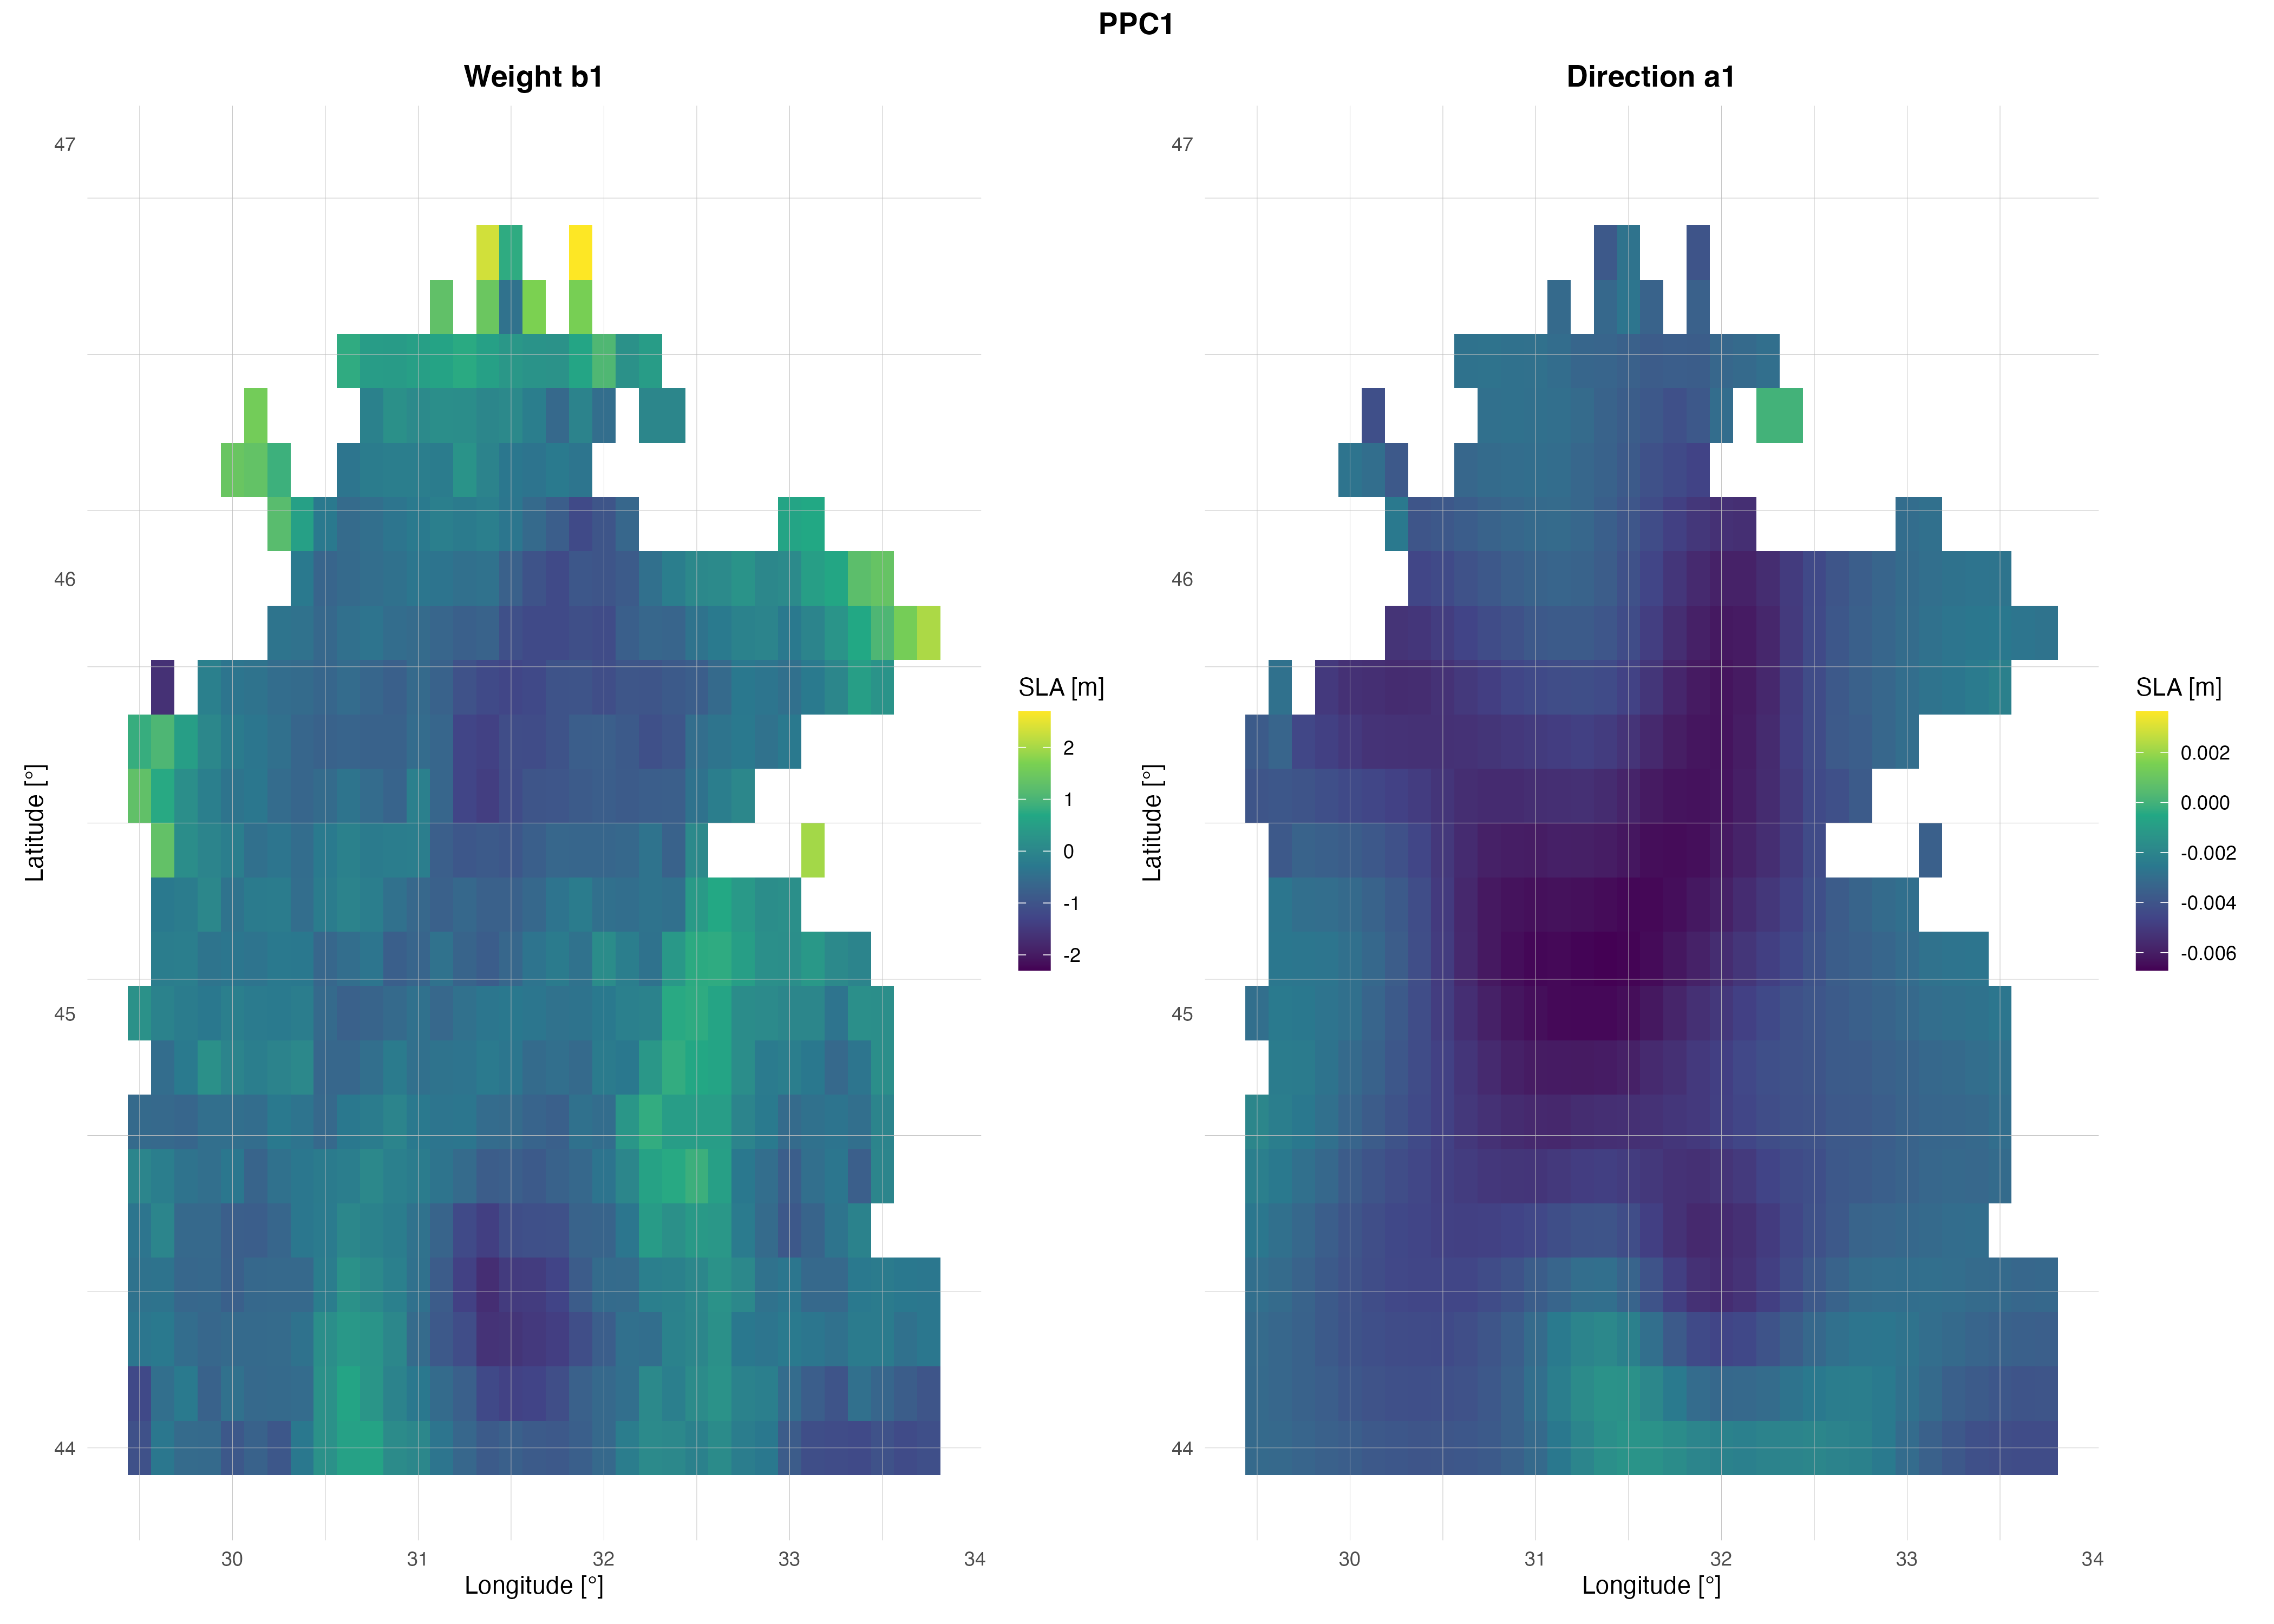 PPC1
Weight b1
47
46
45
44
30 31 32 33 34
Longitude [°]
Latitude [°]
SLA [m]
2
1
0
-1
-2
Direction a1
47
46
45
44
30 31 32 33 34
Longitude [°]
Latitude [°]
SLA [m]
0.002
0.000
-0.002
-0.004
-0.006